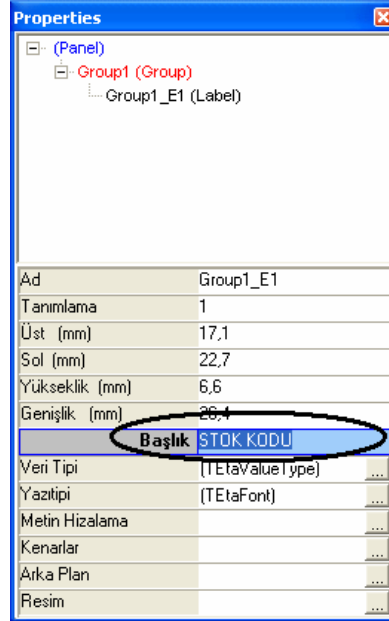 Properties
(Panel)
Group1 (Group)
Group1_E1 (Label)
Ad Group1_E1
Tanımlama 1
Üst (mm) 17,1
Sol (mm) 22,7
Yükseklik (mm) 6,6
Genişlik (mm) 26,4
Başlık STOK KODU
Veri Tipi (TEtaValueType) ...
Yazıtipi (TEtaFont) ...
Metin Hizalama ...
Kenarlar ...
Arka Plan ...
Resim ...